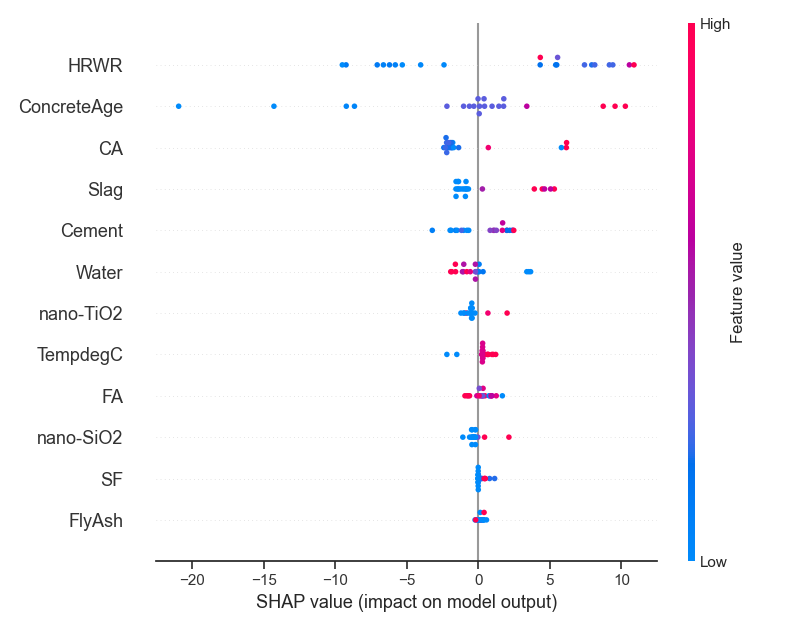 High
HRWR
ConcreteAge
CA
Slag
Cement
Water
nano-TiO2
TempdegC
FA
nano-SiO2
SF
FlyAsh
Feature value
Low
−20 −15 −10 −5 0 5 10
SHAP value (impact on model output)